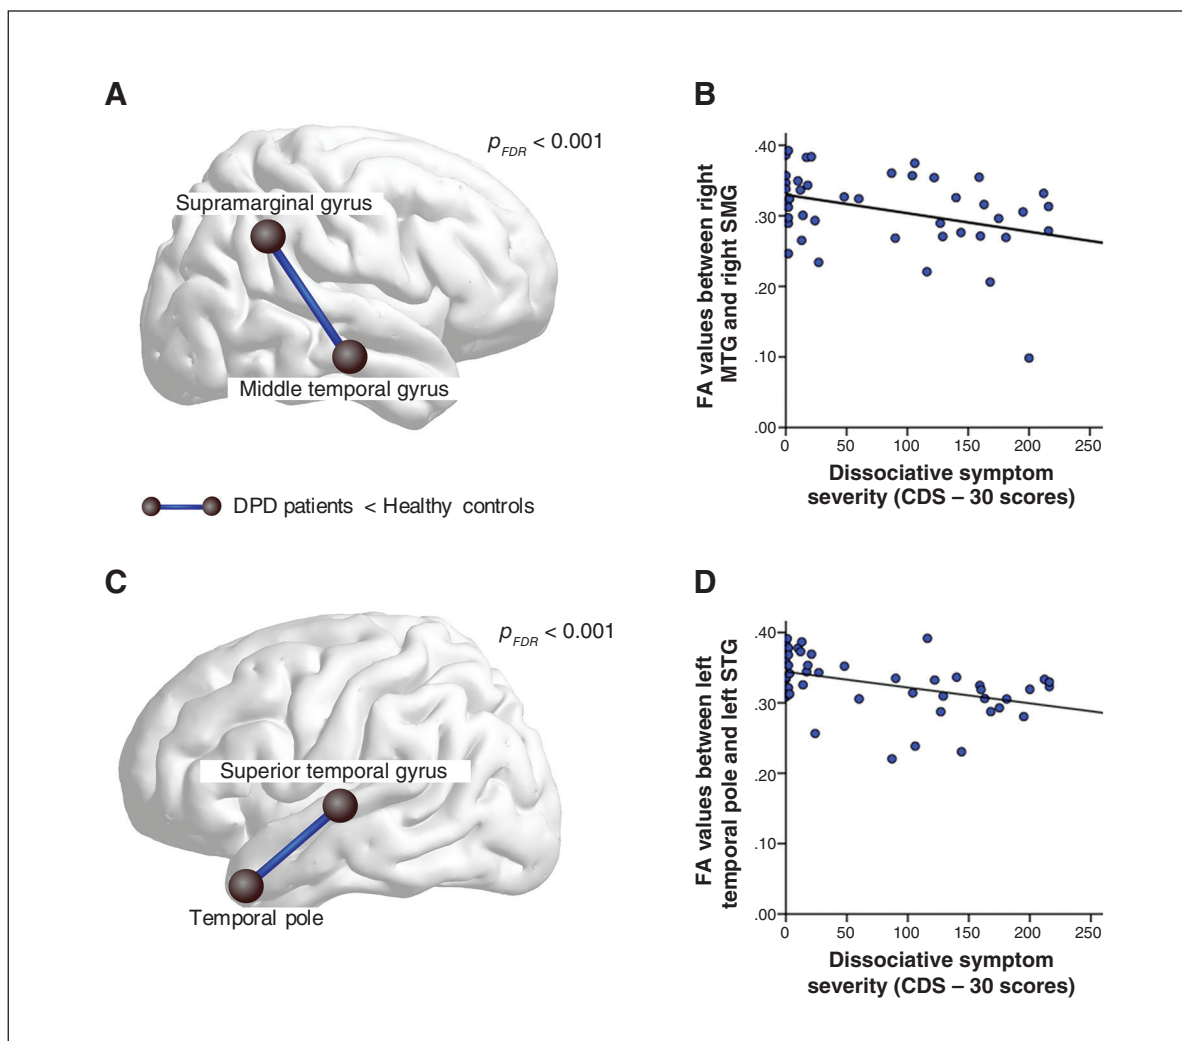 A
p FDR < 0.001
Supramarginal gyrus
Middle temporal gyrus
DPD patients < Healthy controls
B
FA values between right
MTG and right SMG
.40
.30
.20
.10
.00
0 50 100 150 200 250
Dissociative symptom
severity (CDS – 30 scores)
C
p FDR < 0.001
Superior temporal gyrus
Temporal pole
D
FA values between left
temporal pole and left STG
.40
.30
.20
.10
.00
0 50 100 150 200 250
Dissociative symptom
severity (CDS – 30 scores)